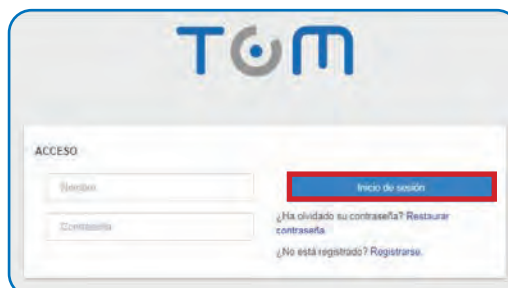 TOM
ACCESO
Nombre
Inicio de sesión
Contraseña
¿Ha olvidado su contraseña? Restaurar
contraseña
¿No está registrado? Registrarse.